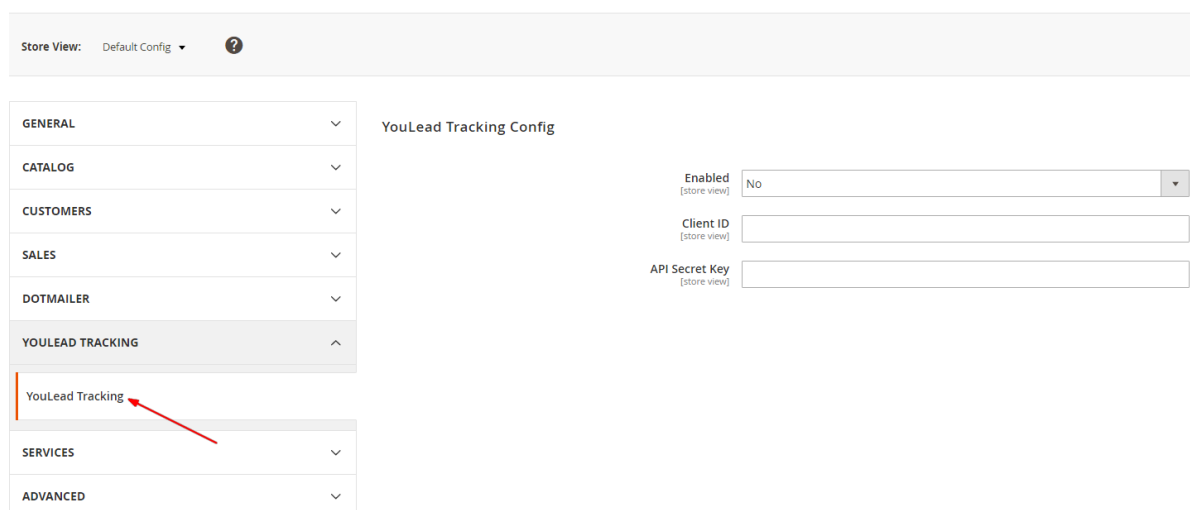 Store View: Default Config ?
GENERAL
CATALOG
CUSTOMERS
SALES
DOTMAILER
YOULEAD TRACKING
YouLead Tracking
SERVICES
ADVANCED
YouLead Tracking Config
Enabled No
[store view]
Client ID
[store view]
API Secret Key
[store view]